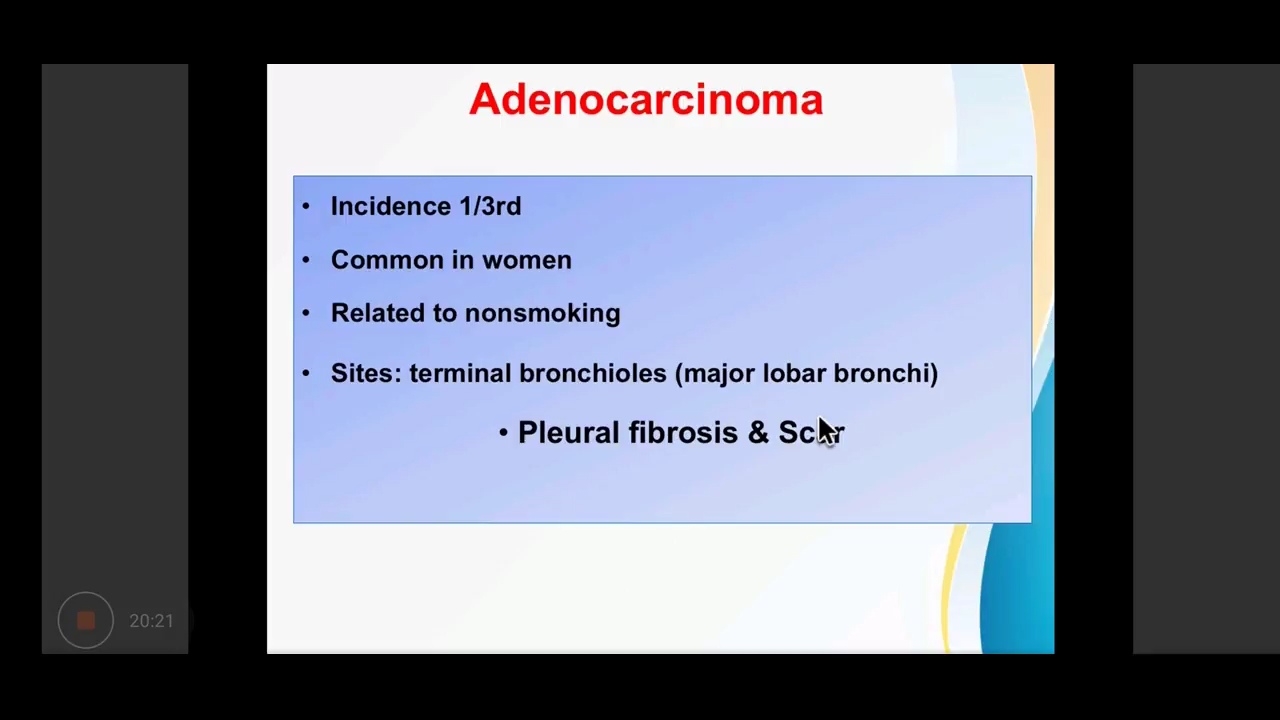 Adenocarcinoma
• Incidence 1/3rd
• Common in women
• Related to nonsmoking
• Sites: terminal bronchioles (major lobar bronchi)
• Pleural fibrosis & Scar
20:21